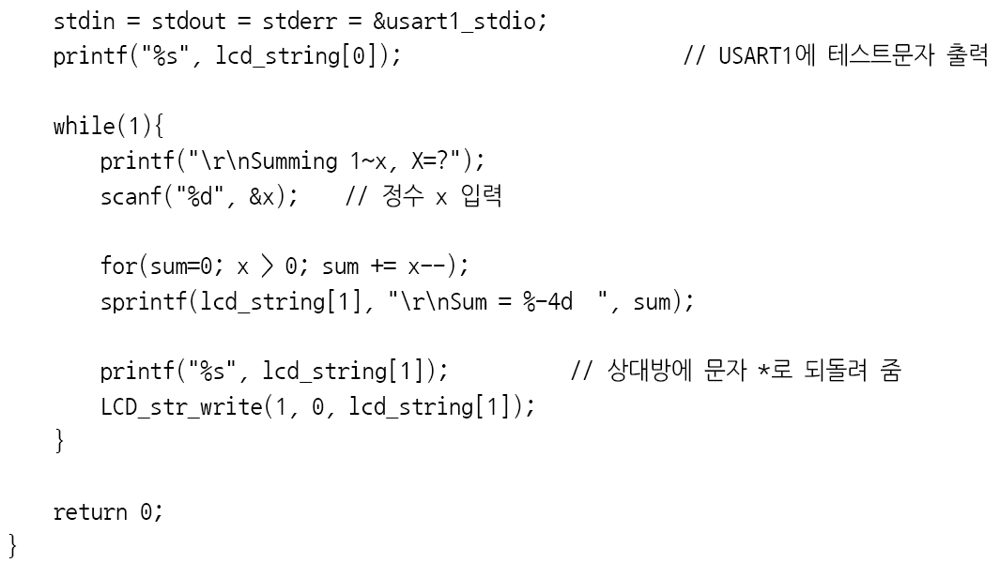 stdin = stdout = stderr = &usart1_stdio;
printf("%s", lcd_string[0]); // USART1에 테스트문자 출력
while(1){
printf("\r\nSumming 1~x, X=?");
scanf("%d", &x); // 정수 x 입력
for(sum=0; x > 0; sum += x--);
sprintf(lcd_string[1], "\r\nSum = %-4d  ", sum);
printf("%s", lcd_string[1]); // 상대방에 문자 *로 되돌려 줌
LCD_str_write(1, 0, lcd_string[1]);
}
return 0;
}